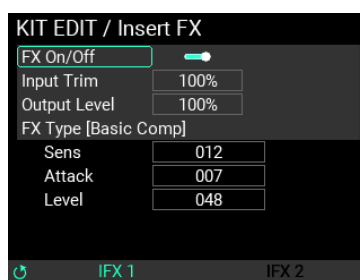 KIT EDIT / Insert FX
FX On/Off
Input Trim 100%
Output Level 100%
FX Type [Basic Comp]
Sens 012
Attack 007
Level 048
IFX 1 IFX 2